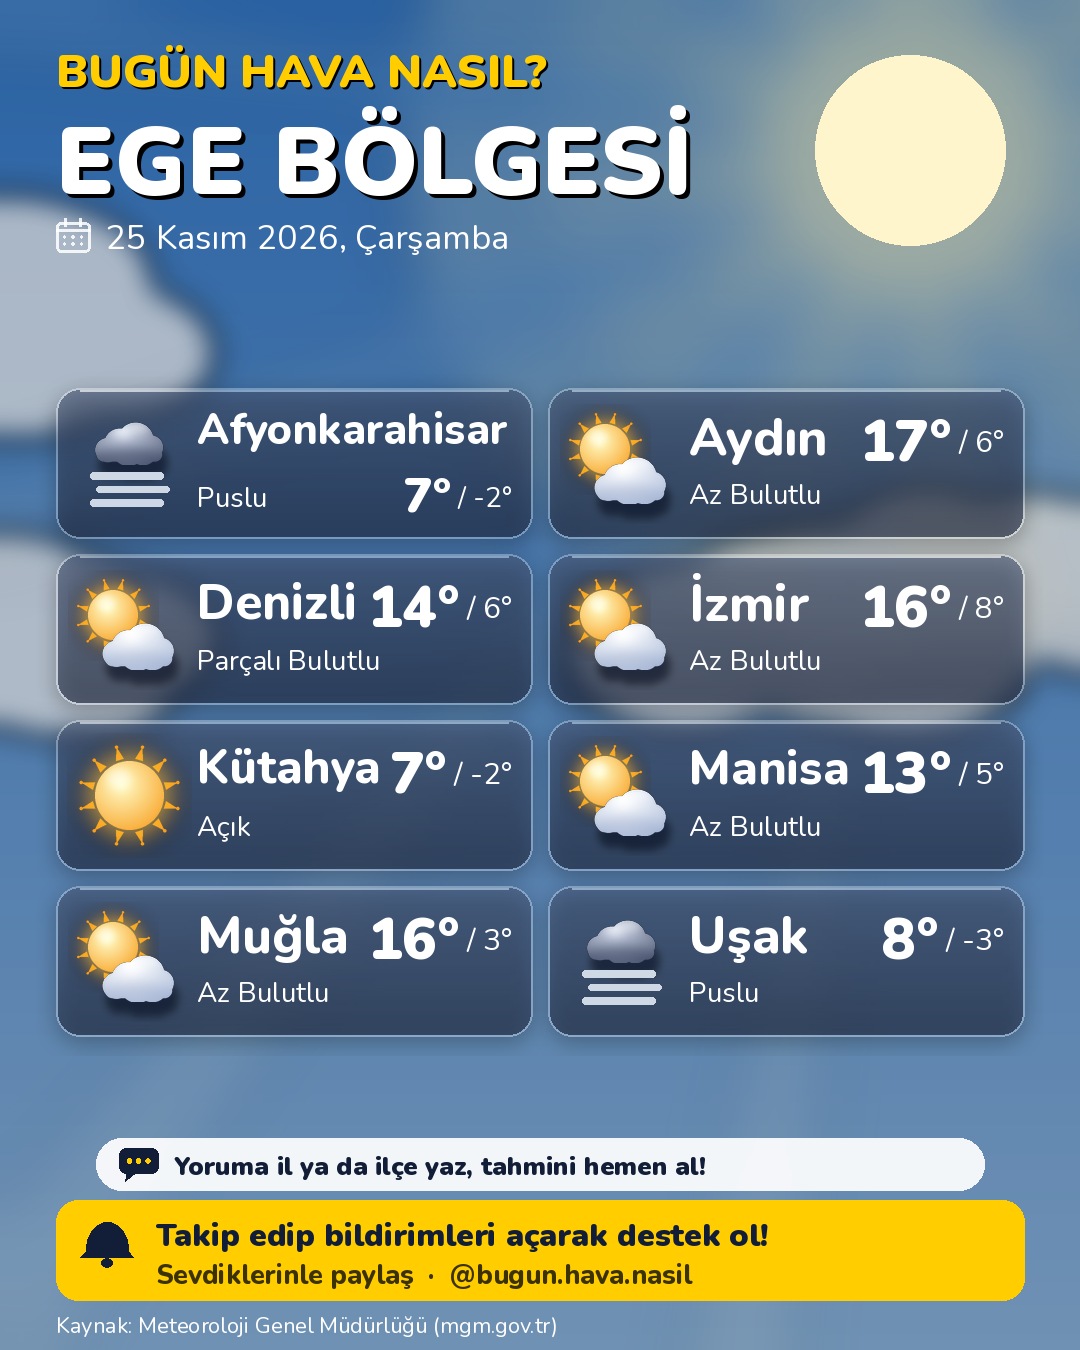 BUGÜN HAVA NASIL?
EGE BÖLGESİ
25 Kasım 2026, Çarşamba
Afyonkarahisar
Puslu 7° / -2°
Aydın 17° / 6°
Az Bulutlu
Denizli 14° / 6°
Parçalı Bulutlu
İzmir 16° / 8°
Az Bulutlu
Kütahya 7° / -2°
Açık
Manisa 13° / 5°
Az Bulutlu
Muğla 16° / 3°
Az Bulutlu
Uşak 8° / -3°
Puslu
Yoruma il ya da ilçe yaz, tahmini hemen al!
Takip edip bildirimleri açarak destek ol!
Sevdiklerinle paylaş · @bugun.hava.nasil
Kaynak: Meteoroloji Genel Müdürlüğü (mgm.gov.tr)